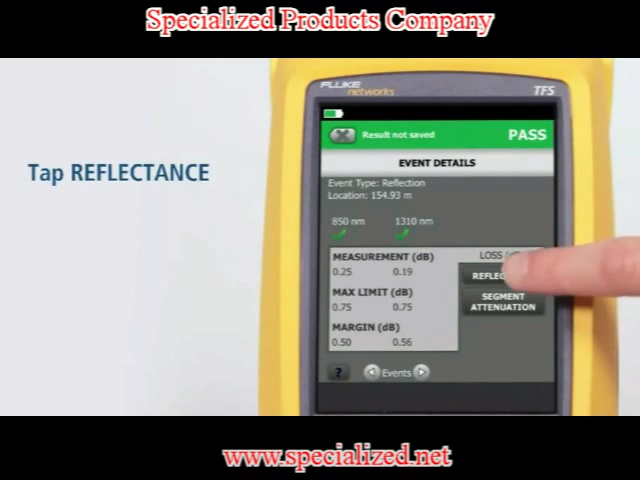 Specialized Products Company
FLUKE
networks
TFS
Result not saved
PASS
Tap REFLECTANCE
EVENT DETAILS
Event Type: Reflection
Location: 154.93 m
850 nm 1310 nm
MEASUREMENT (dB)
0.25 0.19
LOSS
MAX LIMIT (dB)
0.75 0.75
SEGMENT
ATTENUATION
MARGIN (dB)
0.50 0.56
?
Events
www.specialized.net